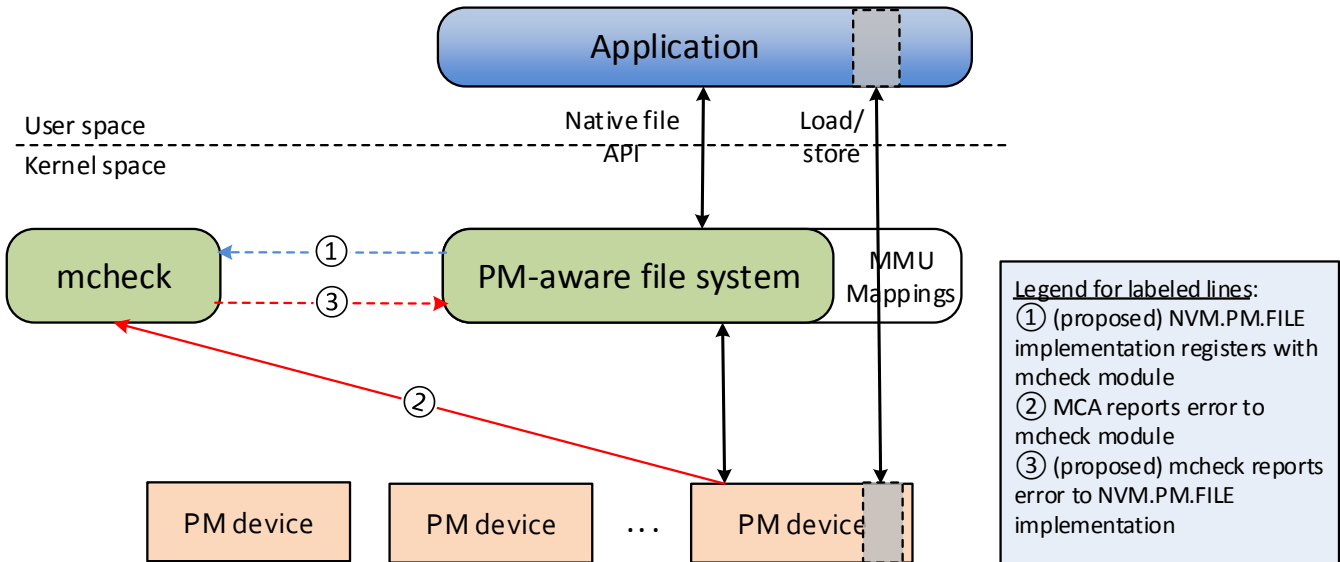 Application
User space
Native file
API
Load/
store
Kernel space
mcheck
①
③
PM-aware file system
MMU
Mappings
②
PM device
PM device
...
PM device
Legend for labeled lines:
① (proposed) NVM.PM.FILE
implementation registers with
mcheck module
② MCA reports error to
mcheck module
③ (proposed) mcheck reports
error to NVM.PM.FILE
implementation